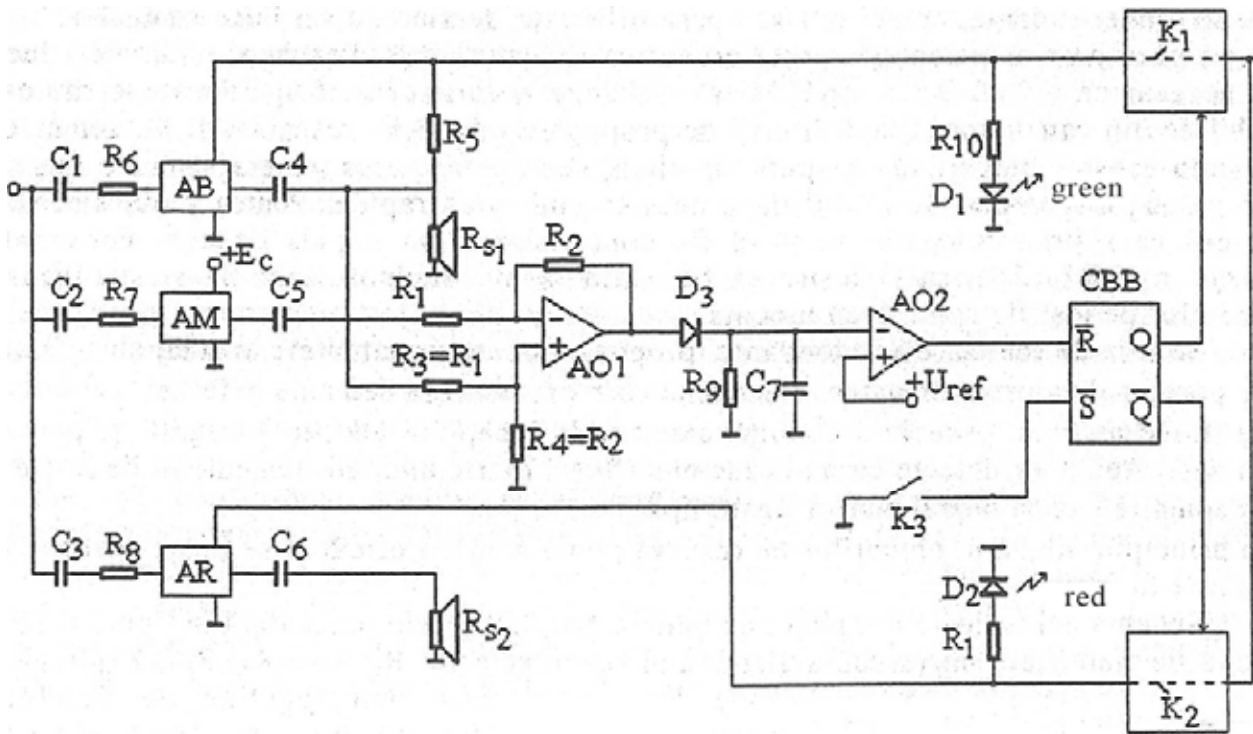 K1
R5
R10
C1 R6 AB C4
D1 green
RS1
+Ec
R2
C2 R7 AM C5 R1
D3 AO2 CBB
− + AO1
− +
R̅ Q
R3=R1
R9 C7 Uref
S̅ Q̅
R4=R2
K3
C3 R8 AR C6
D2 red
RS2
R1
K2